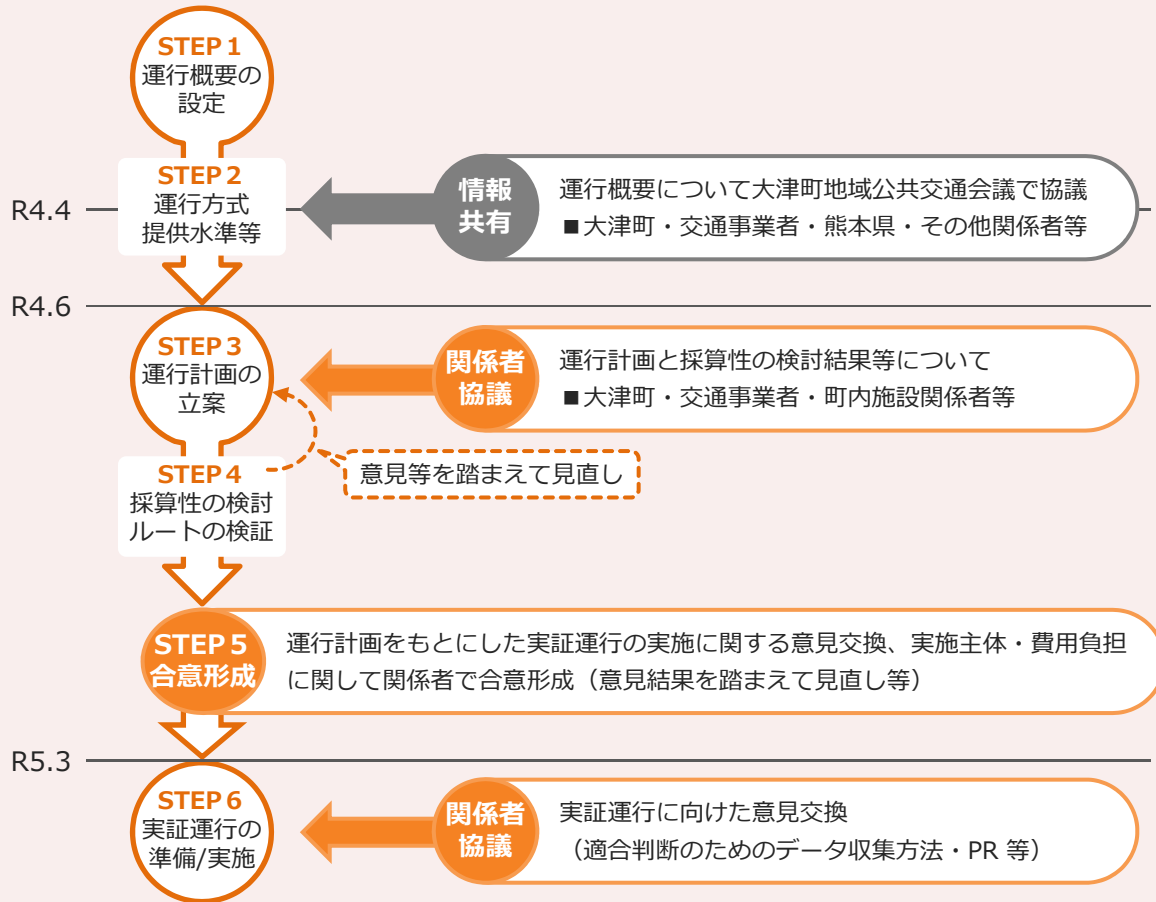 STEP1
運行概要の
設定
STEP2
運行方式
提供水準等
R4.4
情報
共有
運行概要について大津町地域公共交通会議で協議
■大津町・交通事業者・熊本県・その他関係者等
R4.6
STEP3
運行計画の
立案
関係者
協議
運行計画と採算性の検討結果等について
■大津町・交通事業者・町内施設関係者等
意見等を踏まえて見直し
STEP4
採算性の検討
ルートの検証
STEP5
合意形成
運行計画をもとにした実証運行の実施に関する意見交換、実施主体・費用負担
に関して関係者で合意形成（意見結果を踏まえて見直し等）
R5.3
STEP6
実証運行の
準備/実施
関係者
協議
実証運行に向けた意見交換
（適合判断のためのデータ収集方法・PR 等）